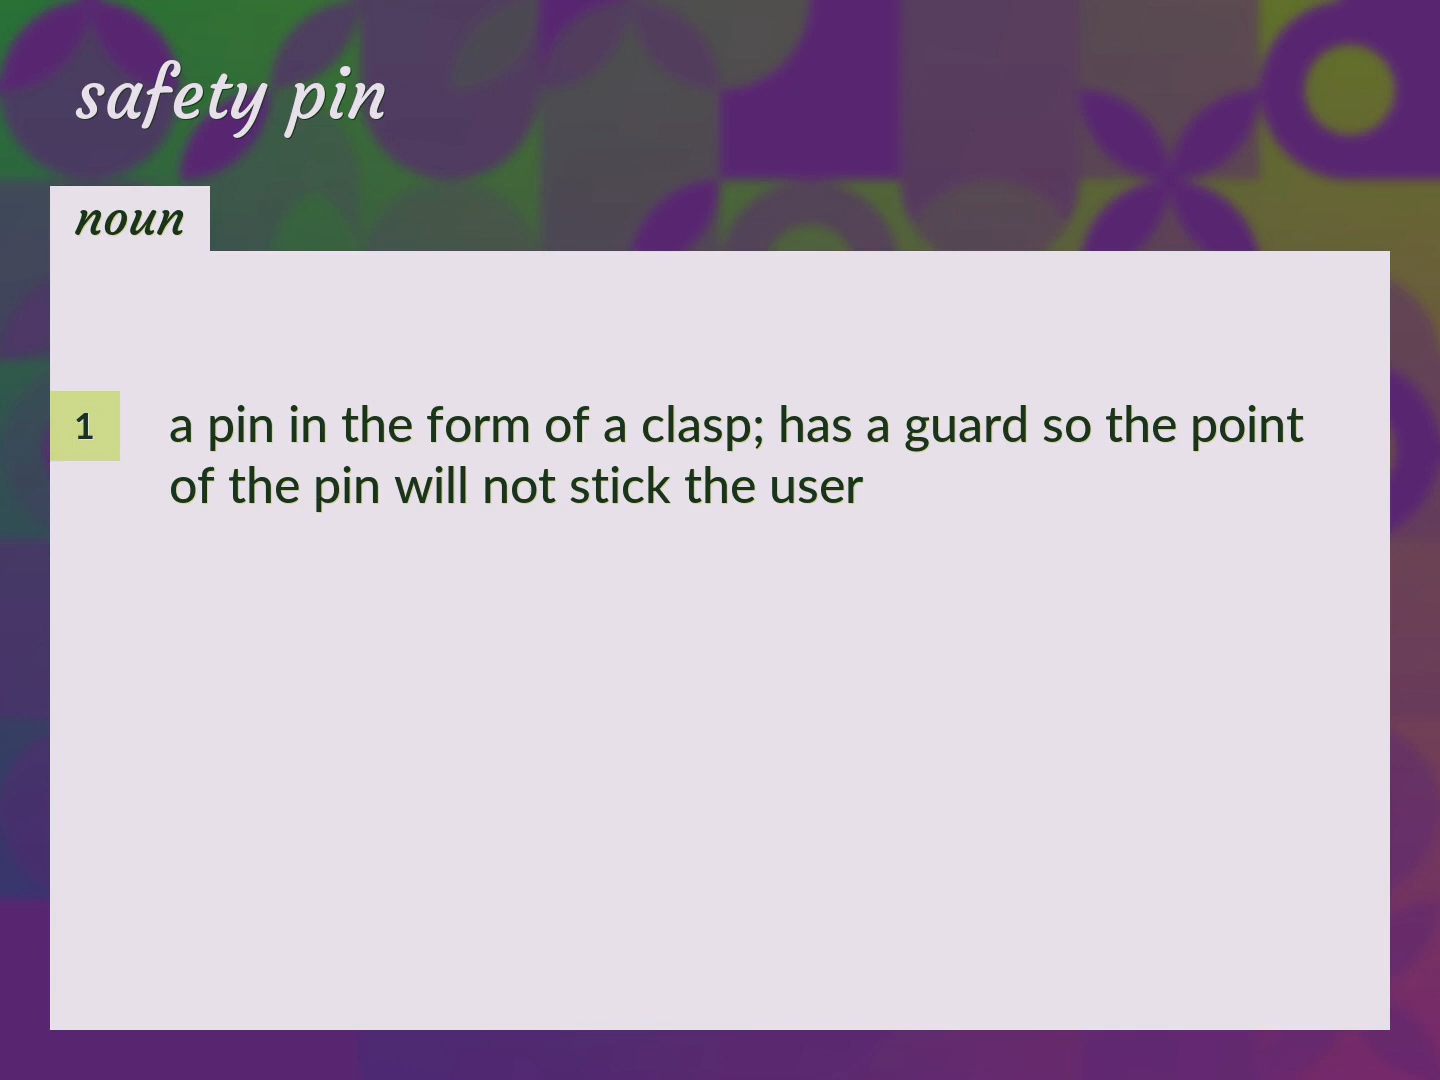 safety pin
noun
1
a pin in the form of a clasp; has a guard so the point
of the pin will not stick the user